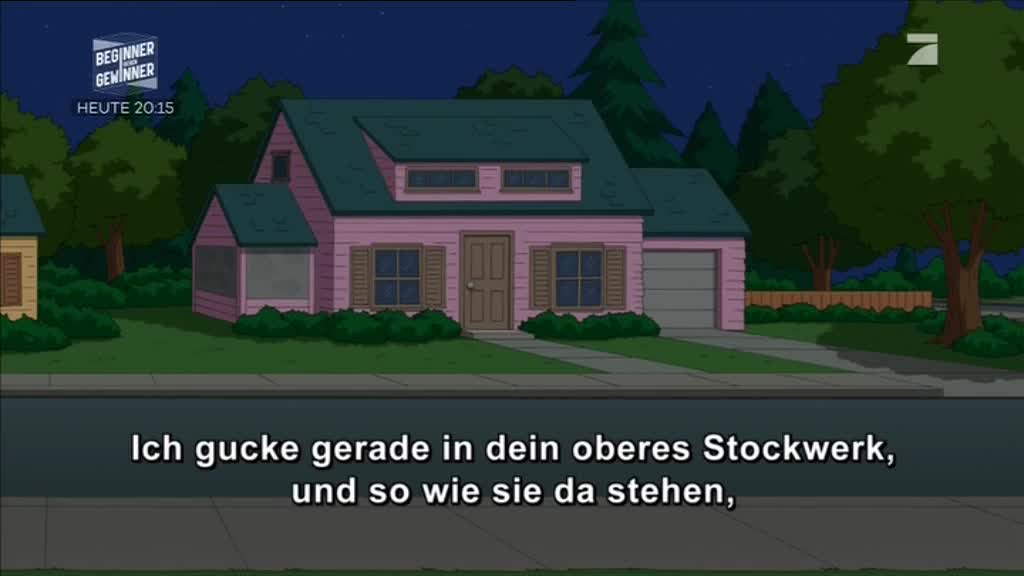 BEGINNER
GEGEN
GEWINNER
HEUTE 20:15
Ich gucke gerade in dein oberes Stockwerk,
und so wie sie da stehen,